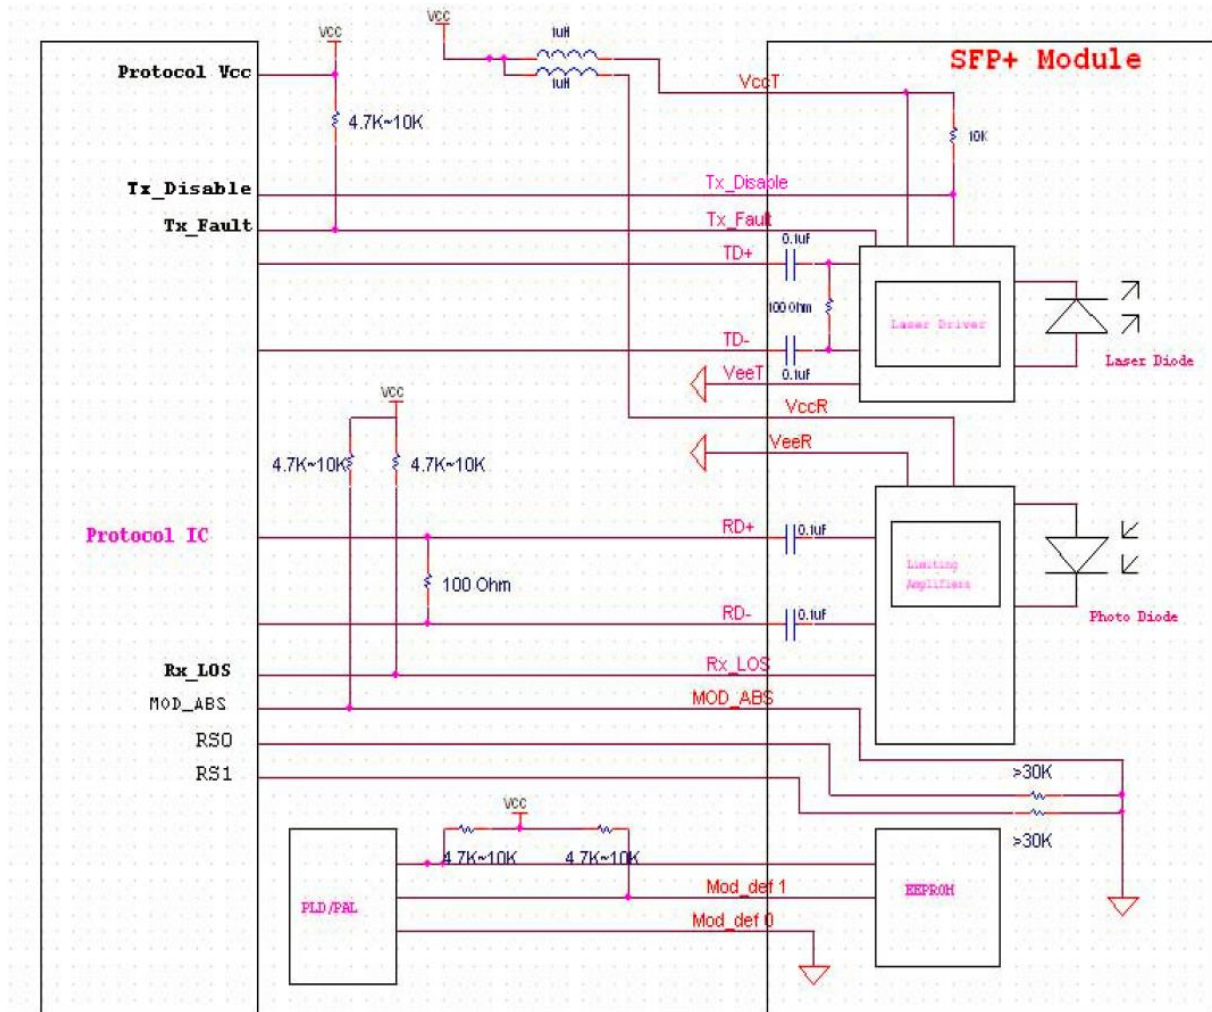 VCC
VCC
1uH
SFP+ Module
Protocol Vcc
1uH
VccT
4.7K~10K
10K
Tx_Disable
Tx_Disable
Tx_Fault
Tx_Fault
0.1uf
TD+
100 Ohm
Laser Driver
TD-
Laser Diode
VeeT
0.1uf
VCC
VccR
VeeR
4.7K~10K
4.7K~10K
Protocol IC
RD+
0.1uf
Limiting
Amplifiers
100 Ohm
RD-
0.1uf
Photo Diode
Rx_LOS
Rx_LOS
MOD_ABS
MOD_ABS
RS0
RS1
>30K
VCC
>30K
4.7K~10K
4.7K~10K
PLD/PAL
Mod_def 1
EEPROM
Mod_def 0